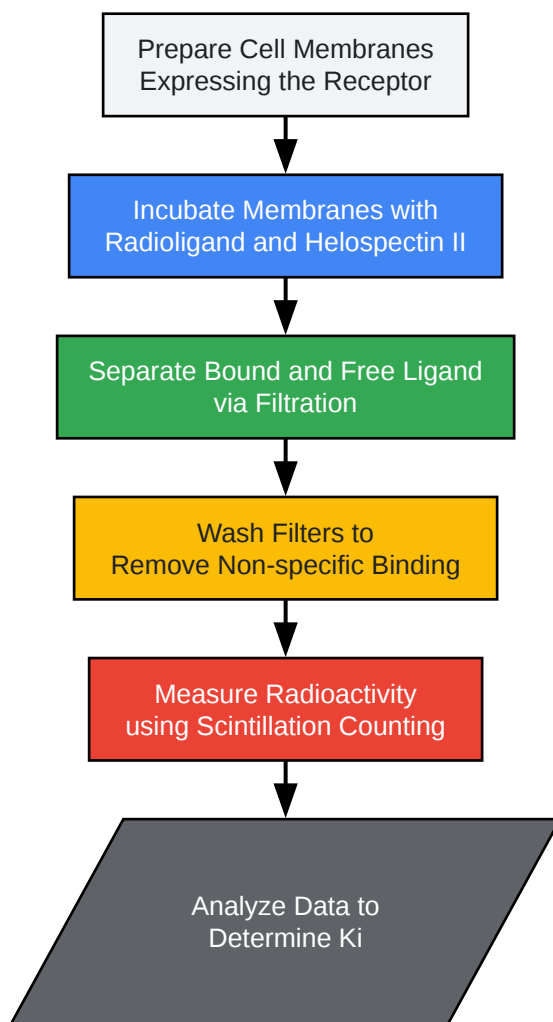 Prepare Cell Membranes
Expressing the Receptor
Incubate Membranes with
Radioligand and Helospectin II
Separate Bound and Free Ligand
via Filtration
Wash Filters to
Remove Non-specific Binding
Measure Radioactivity
using Scintillation Counting
Analyze Data to
Determine Ki